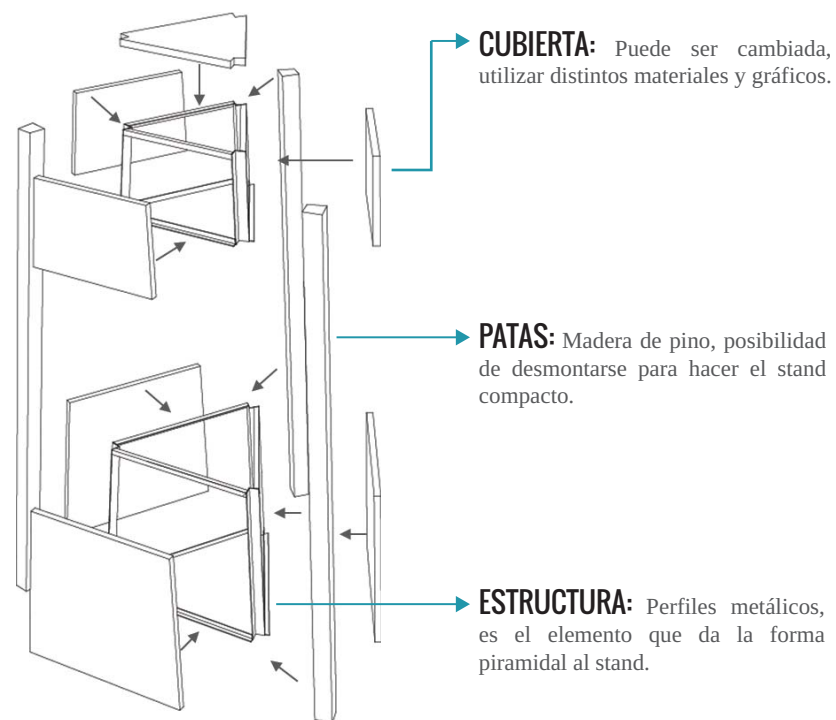 CUBIERTA: Puede ser cambiada,
utilizar distintos materiales y gráficos.
PATAS: Madera de pino, posibilidad
de desmontarse para hacer el stand
compacto.
ESTRUCTURA: Perfiles metálicos,
es el elemento que da la forma
piramidal al stand.